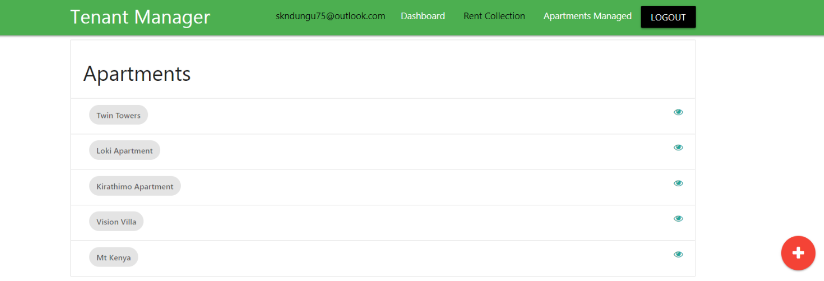 Tenant Manager
skndungu75@outlook.com Dashboard Rent Collection Apartments Managed LOGOUT
Apartments
Twin Towers
Loki Apartment
Kirathimo Apartment
Vision Villa
Mt Kenya